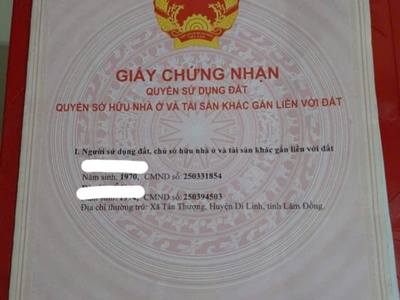 GIẤY CHỨNG NHẬN
QUYỀN SỬ DỤNG ĐẤT
QUYỀN SỞ HỮU NHÀ Ở VÀ TÀI SẢN KHÁC GẮN LIỀN VỚI ĐẤT
I. Người sử dụng đất, chủ sở hữu nhà ở và tài sản khác gắn liền với đất
Năm sinh: 1970, CMND số: 250331854
sinh: 1974, CMND số: 250394503
Địa chỉ thường trú: Xã Tân Thượng, Huyện Di Linh, tỉnh Lâm Đồng.